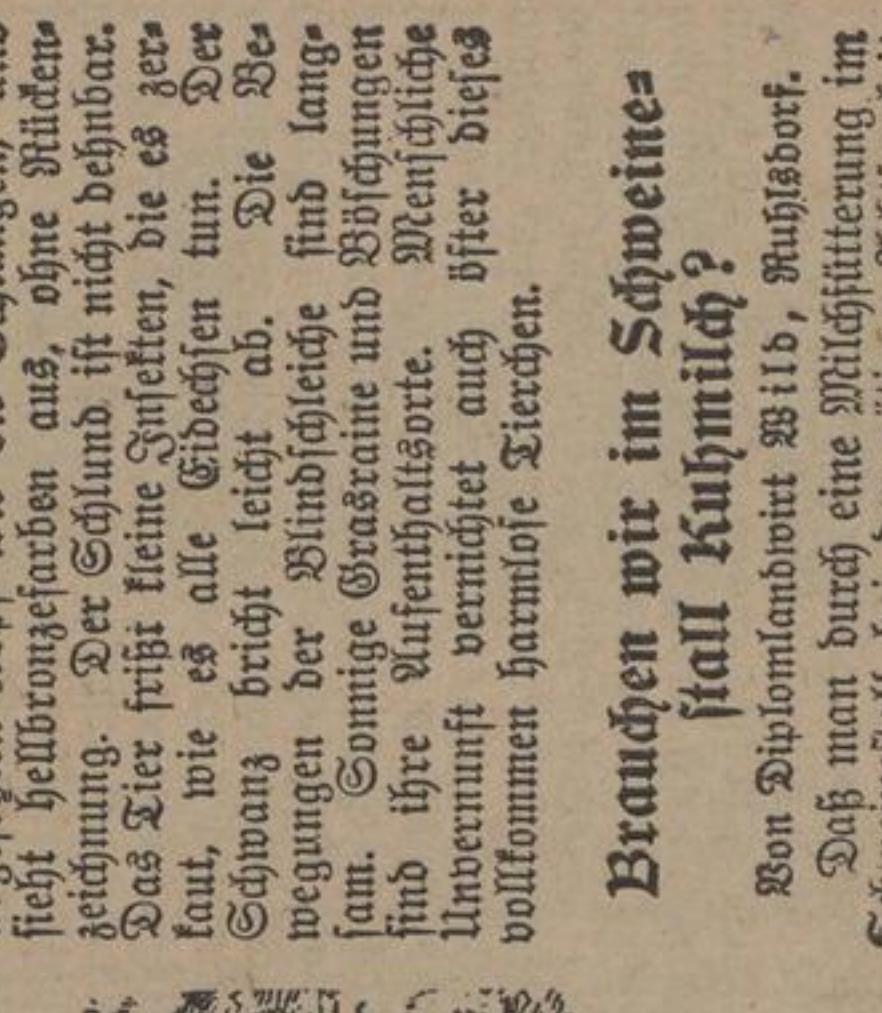 sieht hellbronzefarben aus, ohne Rücken-
zeichnung. Der Schlund ist nicht dehnbar.
Das Tier frißt kleine Insekten, die es zer-
kaut, wie es alle Eidechsen tun. Der
Schwanz bricht leicht ab. Die Be-
wegungen der Blindschleiche sind lang-
sam. Sonnige Grasraine und Böschungen
sind ihre Aufenthaltsorte. Menschliche
Unvernunft vernichtet auch öfter dieses
vollkommen harmlose Tierchen.
Brauchen wir im Schweine-
stall Kuhmilch?
Von Diplomlandwirt Wild, Ruhlsdorf.
Daß man durch eine Milchfütterung im